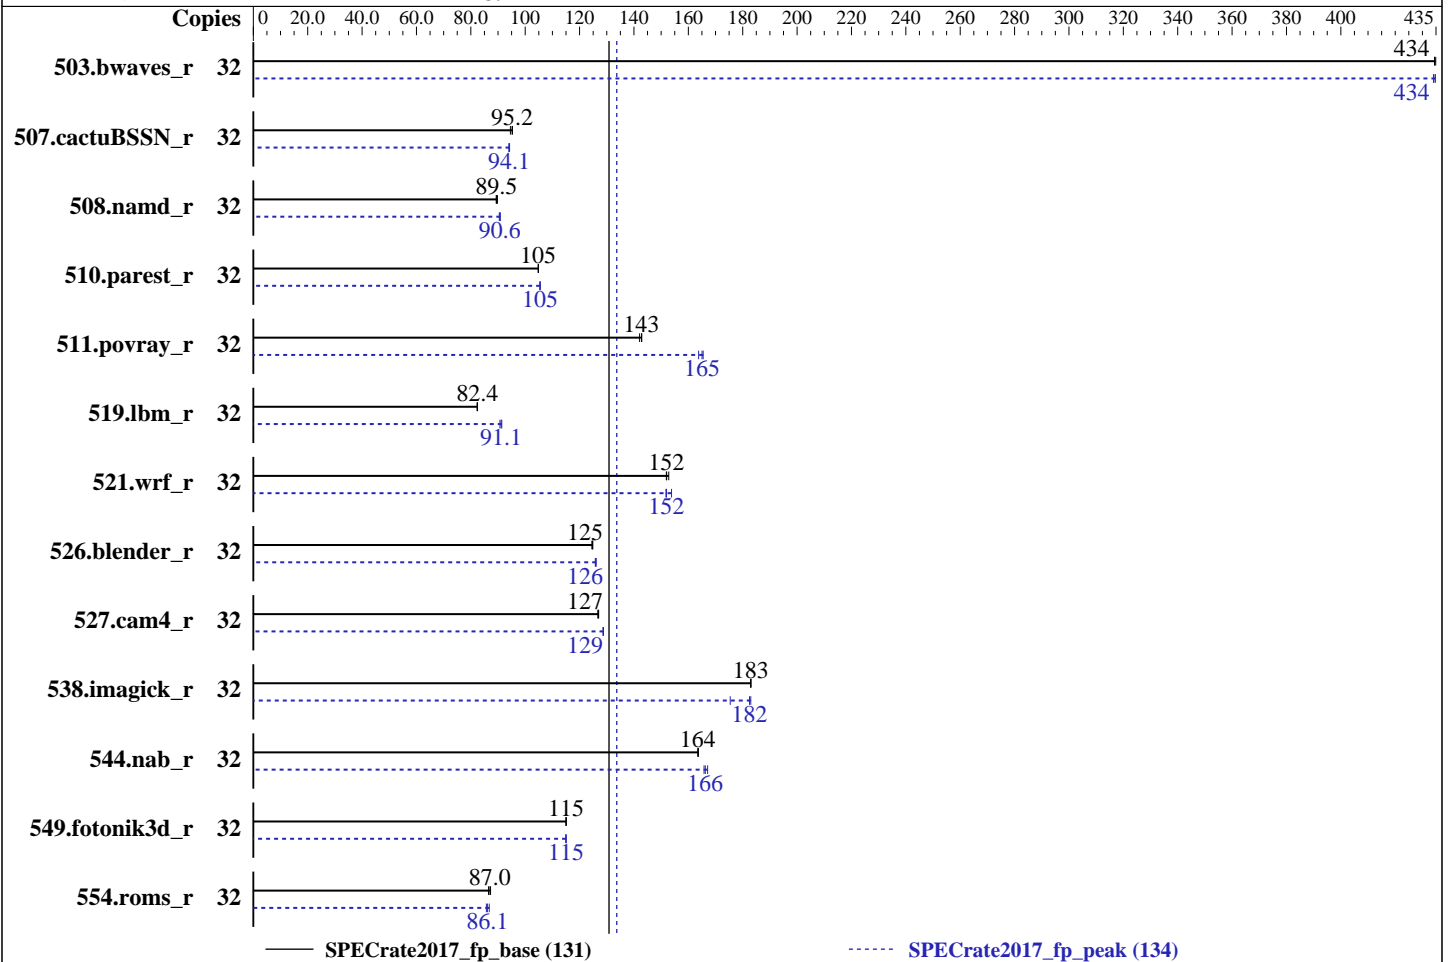 Copies 0 20.0 40.0 60.0 80.0 100 120 140 160 180 200 220 240 260 280 300 320 340 360 380 400 435
434
503.bwaves_r 32
434
95.2
507.cactuBSSN_r 32
94.1
89.5
508.namd_r 32
90.6
105
510.parest_r 32
105
143
511.povray_r 32
165
82.4
519.lbm_r 32
91.1
152
521.wrf_r 32
152
125
526.blender_r 32
126
127
527.cam4_r 32
129
183
538.imagick_r 32
182
164
544.nab_r 32
166
115
549.fotonik3d_r 32
115
87.0
554.roms_r 32
86.1
SPECrate2017_fp_base (131) SPECrate2017_fp_peak (134)